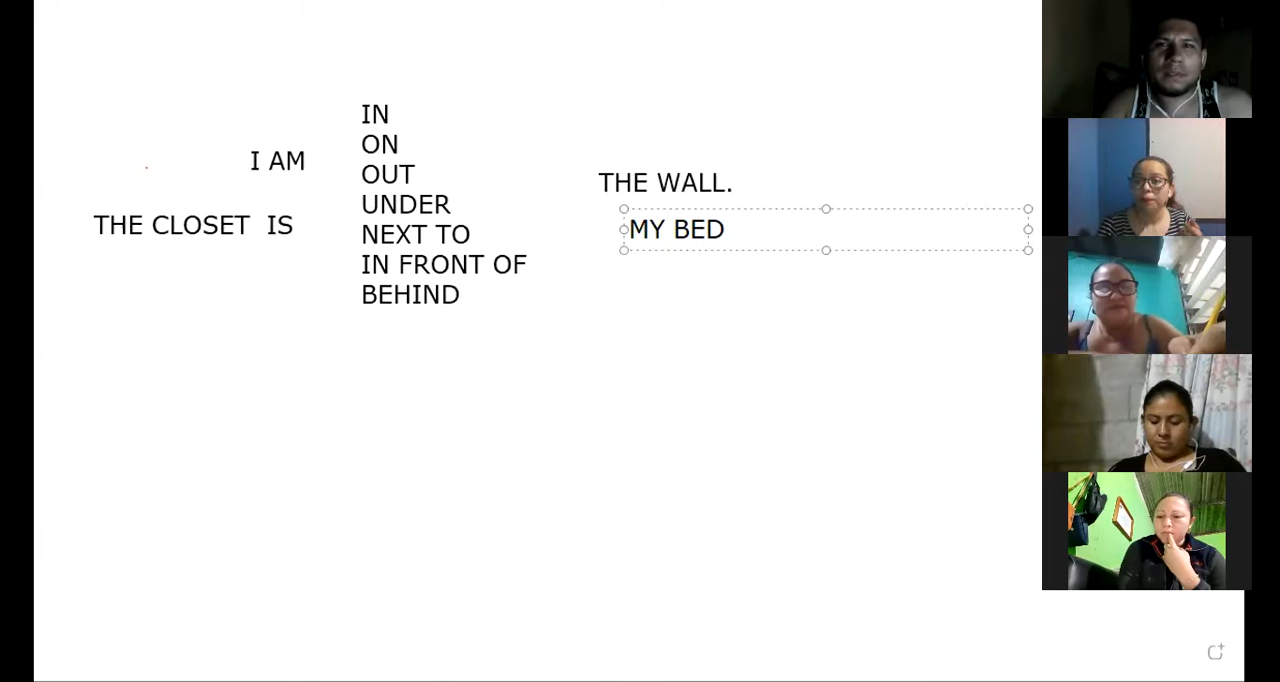 I AM
THE CLOSET IS
IN
ON
OUT
UNDER
NEXT TO
IN FRONT OF
BEHIND
THE WALL.
MY BED